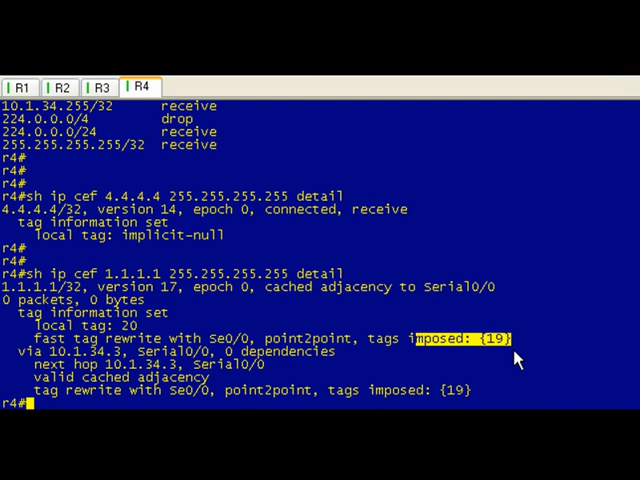 R1 R2 R3 R4
10.1.34.255/32 receive
224.0.0.0/4 drop
224.0.0.0/24 receive
255.255.255.255/32 receive
r4#
r4#
r4#
r4#sh ip cef 4.4.4.4 255.255.255.255 detail
4.4.4.4/32, version 14, epoch 0, connected, receive
tag information set
local tag: implicit-null
r4#
r4#
r4#sh ip cef 1.1.1.1 255.255.255.255 detail
1.1.1.1/32, version 17, epoch 0, cached adjacency to Serial0/0
0 packets, 0 bytes
tag information set
local tag: 20
fast tag rewrite with Se0/0, point2point, tags imposed: {19}
via 10.1.34.3, Serial0/0, 0 dependencies
next hop 10.1.34.3, Serial0/0
valid cached adjacency
tag rewrite with Se0/0, point2point, tags imposed: {19}
r4#